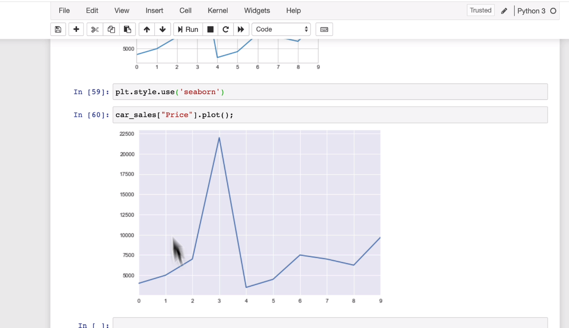 File Edit View Insert Cell Kernel Widgets Help Trusted Python 3
Run Code
5000
0 1 2 3 4 5 6 7 8 9
In [59]: plt.style.use('seaborn')
In [60]: car_sales["Price"].plot();
22500
20000
17500
15000
12500
10000
7500
5000
0 1 2 3 4 5 6 7 8 9
In [ ]: